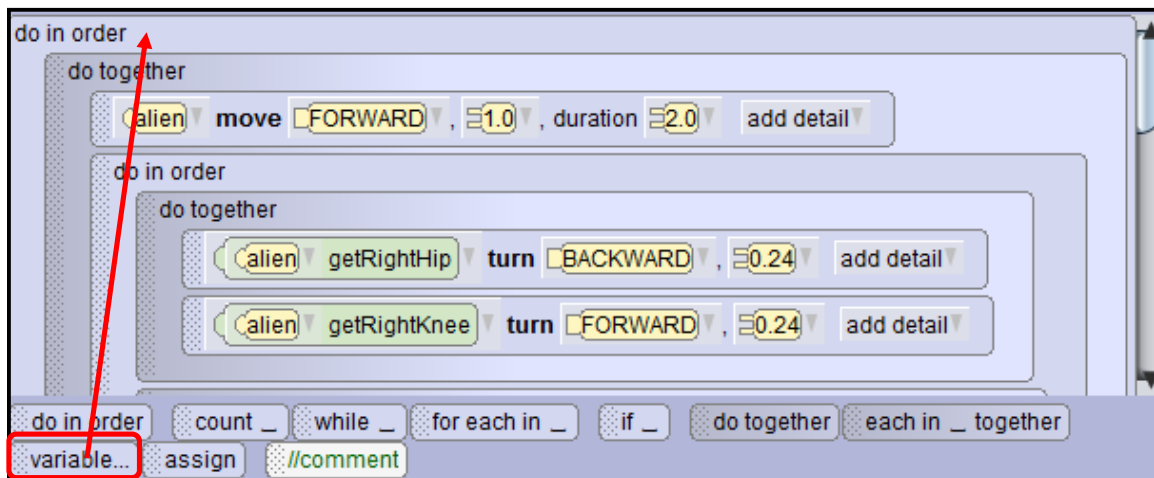 do in order
do together
alien move FORWARD , 1.0 , duration 2.0 add detail
do in order
do together
alien getRightHip turn BACKWARD , 0.24 add detail
alien getRightKnee turn FORWARD , 0.24 add detail
do in order count _ while _ for each in _ if _ do together each in _ together
variable... assign //comment